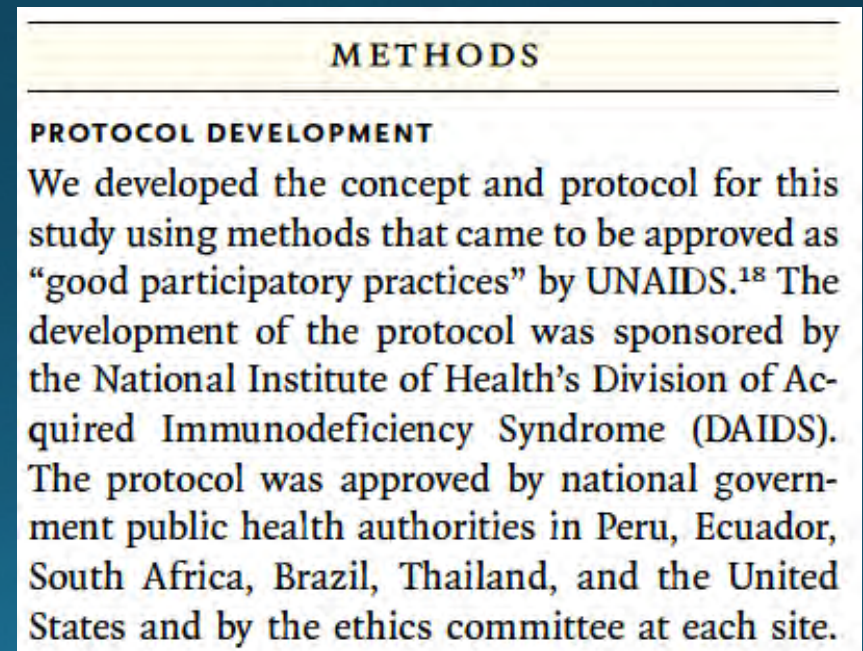 METHODS
PROTOCOL DEVELOPMENT
We developed the concept and protocol for this
study using methods that came to be approved as
“good participatory practices” by UNAIDS.¹⁸ The
development of the protocol was sponsored by
the National Institute of Health’s Division of Ac-
quired Immunodeficiency Syndrome (DAIDS).
The protocol was approved by national govern-
ment public health authorities in Peru, Ecuador,
South Africa, Brazil, Thailand, and the United
States and by the ethics committee at each site.